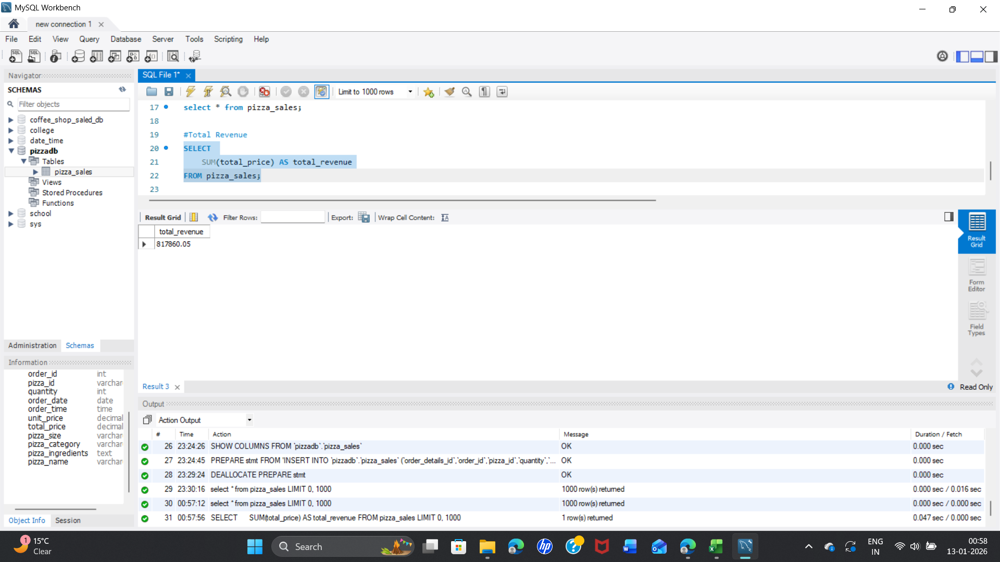 MySQL Workbench
new connection 1
File Edit View Query Database Server Tools Scripting Help
Navigator
SCHEMAS
Filter objects
coffee_shop_saled_db
college
date_time
pizzadb
Tables
pizza_sales
Views
Stored Procedures
Functions
school
sys
Administration Schemas
Information
order_id int
pizza_id varchar
quantity int
order_date date
order_time time
unit_price decimal
total_price decimal
pizza_size varchar
pizza_category varchar
pizza_ingredients text
pizza_name varchar
Object Info Session
SQL File 1*
Limit to 1000 rows
17 select * from pizza_sales;
18
19 #Total Revenue
20 SELECT
21 SUM(total_price) AS total_revenue
22 FROM pizza_sales;
23
Result Grid Filter Rows: Export: Wrap Cell Content:
total_revenue
817860.05
Result Grid
Form Editor
Field Types
Result 3
Read Only
Output
Action Output
# Time Action Message Duration / Fetch
26 23:24:26 SHOW COLUMNS FROM `pizzadb`.`pizza_sales` OK 0.000 sec
27 23:24:45 PREPARE stmt FROM 'INSERT INTO `pizzadb`.`pizza_sales` (`order_details_id`,`order_id`,`pizza_id`,`quantity`,`... OK 0.000 sec
28 23:29:24 DEALLOCATE PREPARE stmt OK 0.000 sec
29 23:30:16 select * from pizza_sales LIMIT 0, 1000 1000 row(s) returned 0.000 sec / 0.016 sec
30 00:57:12 select * from pizza_sales LIMIT 0, 1000 1000 row(s) returned 0.000 sec / 0.000 sec
31 00:57:56 SELECT SUM(total_price) AS total_revenue FROM pizza_sales LIMIT 0, 1000 1 row(s) returned 0.047 sec / 0.000 sec
1
15°C
Clear
Search
ENG
IN
00:58
13-01-2026